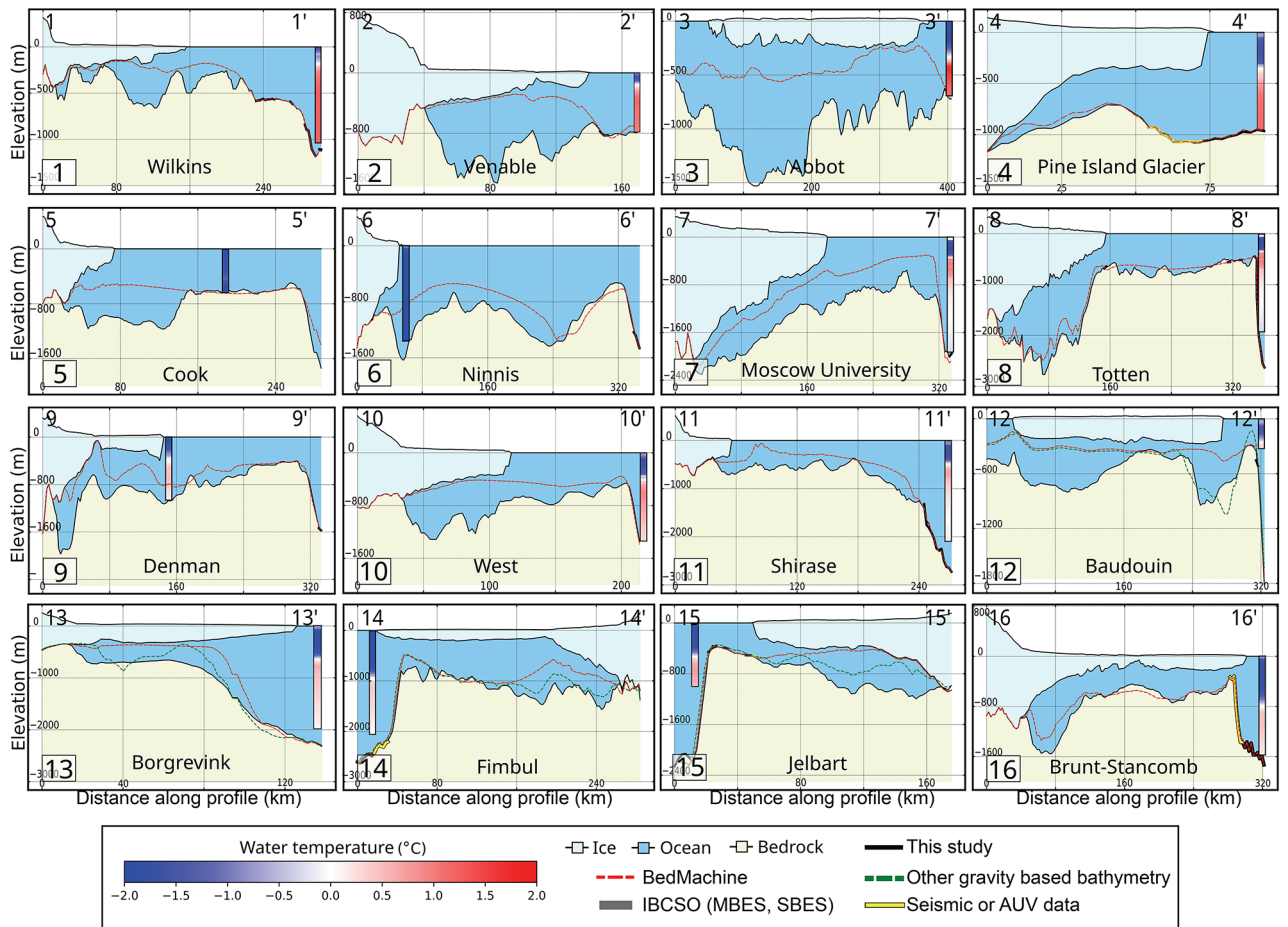 1 1' 2 2' 3 3' 4 4'
Elevation (m)
0
−500
−1000
80 240
1 Wilkins
800
0
−800
0 80 160
2 Venable
0
−500
−1000
200 400
3 Abbot
0
−500
−1000
0 25 75
4 Pine Island Glacier
5 5' 6 6' 7 7' 8 8'
Elevation (m)
0
−800
−1600
0 80 240
5 Cook
0
−800
−1600
160 320
6 Ninnis
0
−800
−1600
−2400
160 320
7 Moscow University
0
−1000
−2000
−3000
160 320
8 Totten
9 9' 10 10' 11 11' 12 12'
Elevation (m)
0
−800
−1600
0 160 320
9 Denman
0
−800
−1600
0 100 200
10 West
0
−1000
−2000
−3000
120 240
11 Shirase
0
−600
−1200
−1800
160 320
12 Baudouin
13 13' 14 14' 15 15' 16 16'
Elevation (m)
0
−1000
−2000
−3000
40 120
13 Borgrevink
0
−1000
−2000
−3000
80 240
14 Fimbul
0
−800
−1600
−2400
0 80 160
15 Jelbart
800
0
−800
−1600
0 160 320
16 Brunt-Stancomb
Distance along profile (km) Distance along profile (km) Distance along profile (km) Distance along profile (km)
Water temperature (°C)
−2.0 −1.5 −1.0 −0.5 0.0 0.5 1.0 1.5 2.0
Ice Ocean Bedrock This study
BedMachine Other gravity based bathymetry
IBCSO (MBES, SBES) Seismic or AUV data